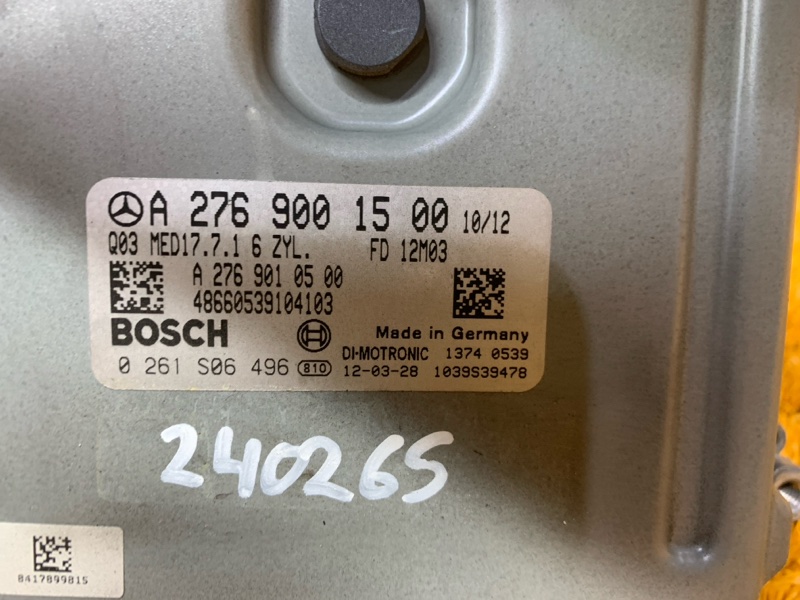 A 276 900 15 00 10/12
Q03 MED17.7.1 6 ZYL. FD 12M03
A 276 901 05 00
48660539104103
BOSCH Made in Germany
DI-MOTRONIC 1374 0539
0 261 S06 496 810 12-03-28 1039S39478
240265
8417899815